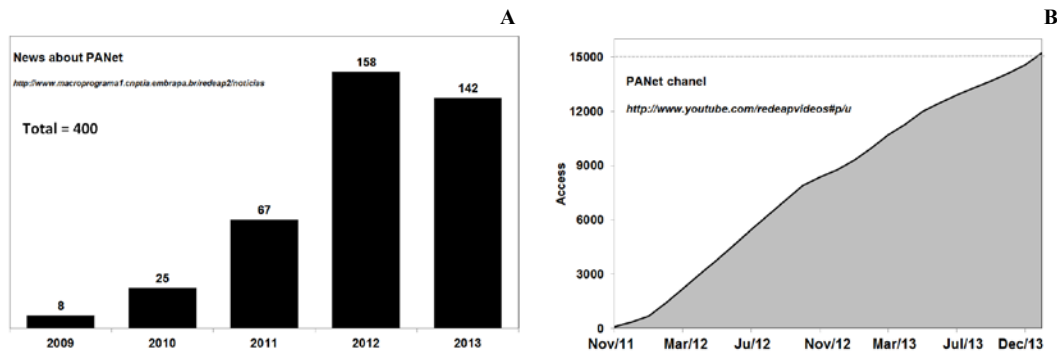 A
News about PANet
http://www.macroprograma1.cnptia.embrapa.br/redeap2/noticias
Total = 400
8
25
67
158
142
2009 2010 2011 2012 2013
B
PANet chanel
http://www.youtube.com/redeapvideos#p/u
Access
15000
12000
9000
6000
3000
0
Nov/11 Mar/12 Ju/12 Nov/12 Mar/13 Jul/13 Dec/13